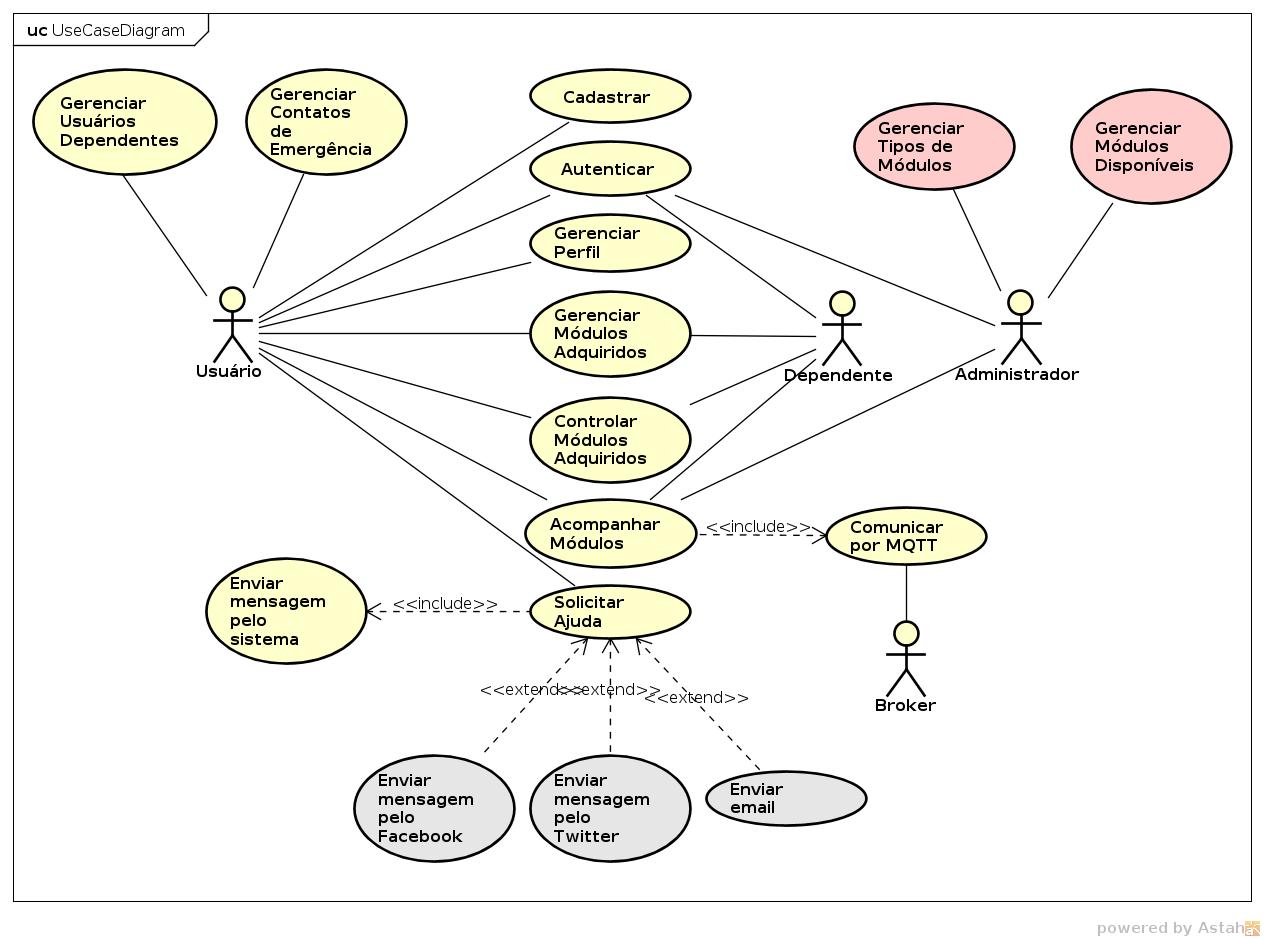 uc UseCaseDiagram
Gerenciar
Usuários
Dependentes
Gerenciar
Contatos
de
Emergência
Cadastrar
Autenticar
Gerenciar
Perfil
Gerenciar
Módulos
Adquiridos
Controlar
Módulos
Adquiridos
Gerenciar
Tipos de
Módulos
Gerenciar
Módulos
Disponíveis
Usuário
Dependente
Administrador
Acompanhar
Módulos
<<include>>
Comunicar
por MQTT
Enviar
mensagem
pelo
sistema
<<include>>
Solicitar
Ajuda
Broker
<<extend>>
<<extend>>
<<extend>>
Enviar
mensagem
pelo
Facebook
Enviar
mensagem
pelo
Twitter
Enviar
email
powered by Astah